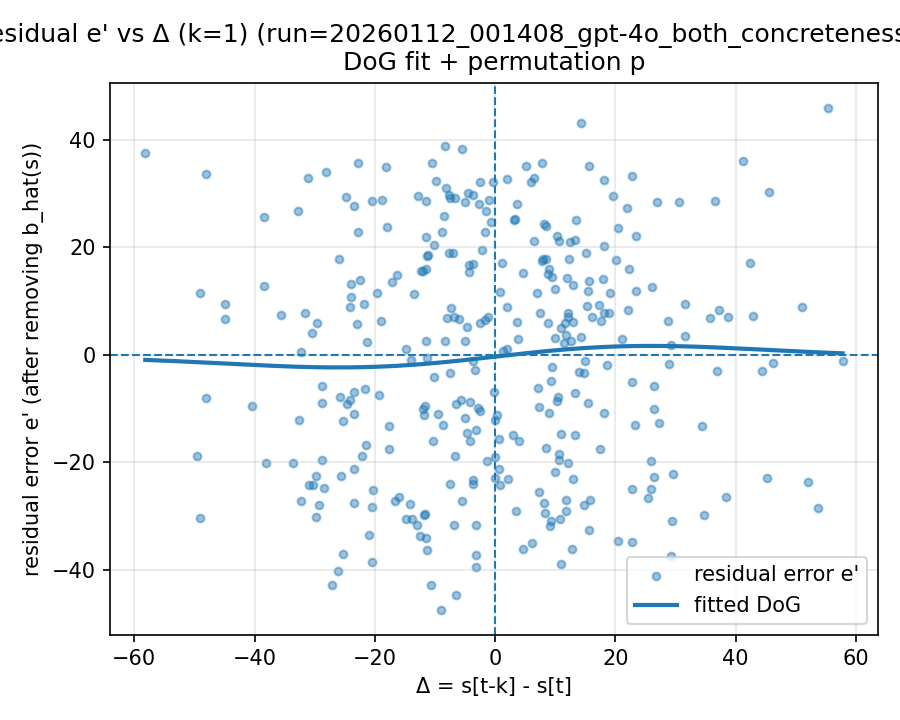 esidual e' vs Δ (k=1) (run=20260112_001408_gpt-4o_both_concreteness
DoG fit + permutation p
residual error e' (after removing b_hat(s))
40
20
0
−20
−40
residual error e'
fitted DoG
−60
−40
−20
0
20
40
60
Δ = s[t-k] - s[t]